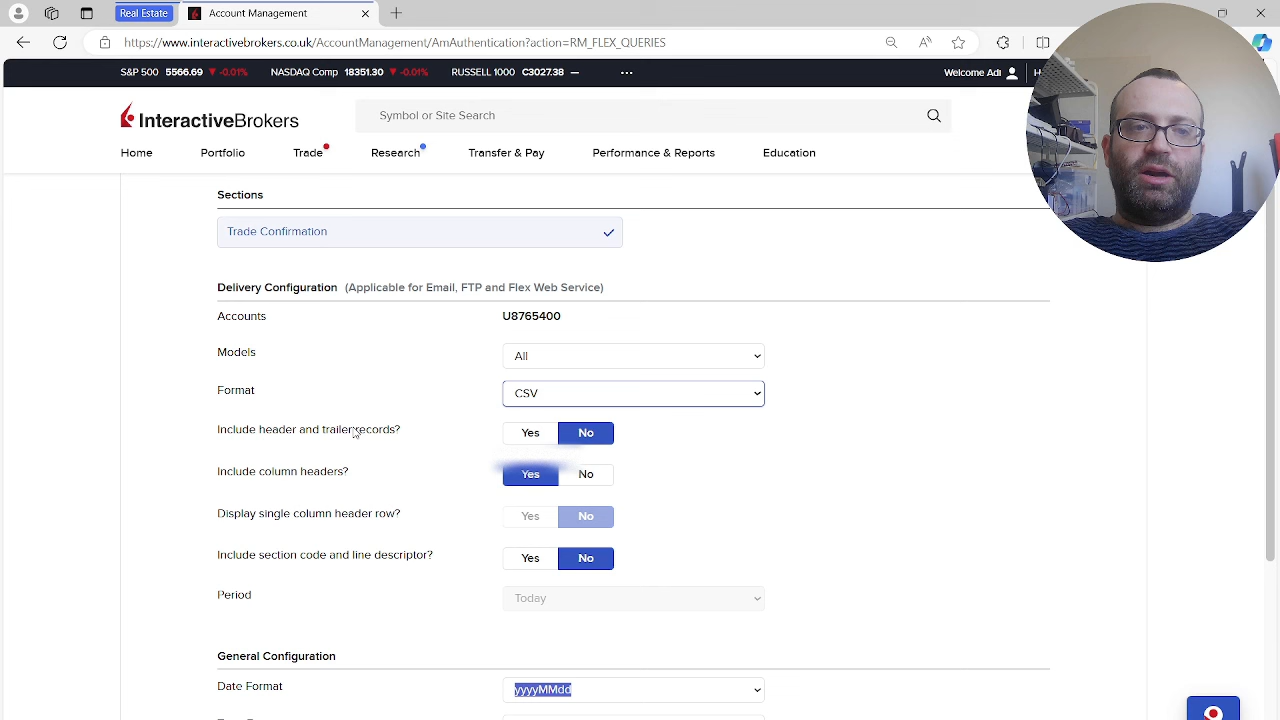 Real Estate
Account Management
https://www.interactivebrokers.co.uk/AccountManagement/AmAuthentication?action=RM_FLEX_QUERIES
S&P 500 5566.69 ▼ -0.01% NASDAQ Comp 18351.30 ▼ -0.01% RUSSELL 1000 C3027.38 — ... Welcome Adi H
InteractiveBrokers
Symbol or Site Search
Home Portfolio Trade Research Transfer & Pay Performance & Reports Education
Sections
Trade Confirmation
Delivery Configuration (Applicable for Email, FTP and Flex Web Service)
Accounts U8765400
Models All
Format CSV
Include header and trailer records? Yes No
Include column headers? Yes No
Display single column header row? Yes No
Include section code and line descriptor? Yes No
Period Today
General Configuration
Date Format yyyyMMdd